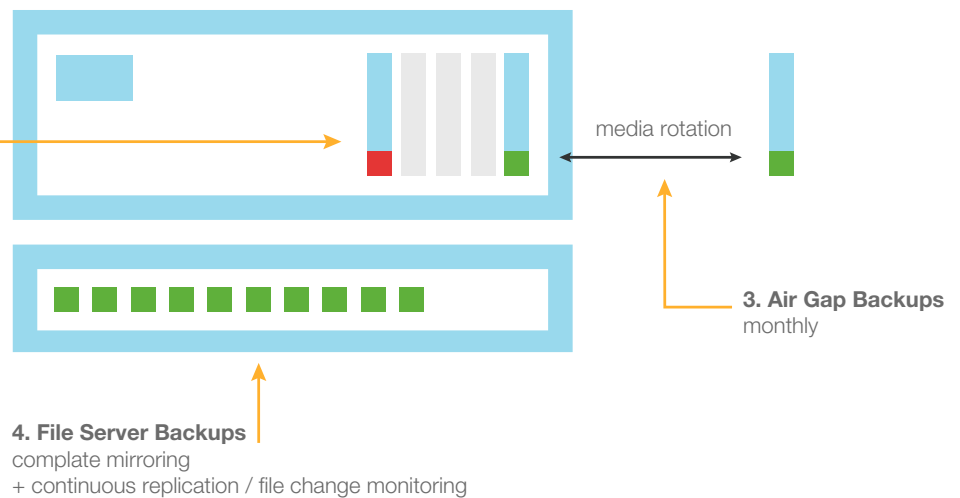 media rotation
3. Air Gap Backups
monthly
4. File Server Backups
complate mirroring
+ continuous replication / file change monitoring